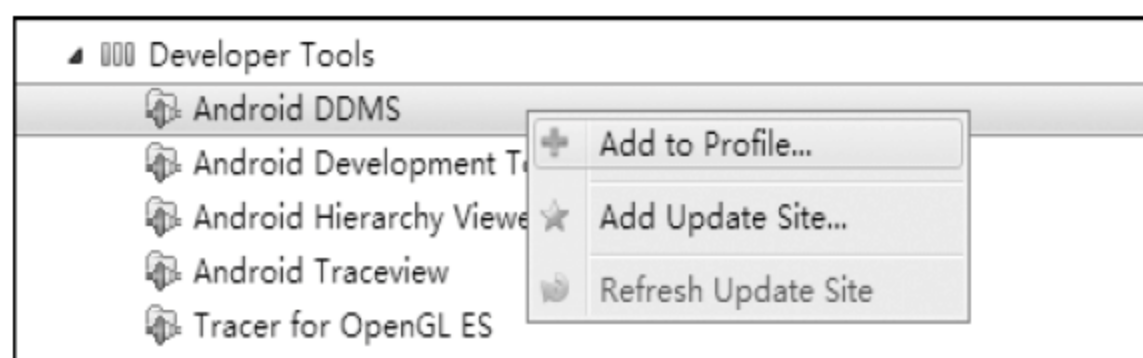 Developer Tools
Android DDMS
Add to Profile...
Android Development
Add Update Site...
Android Hierarchy
Android Traceview
Refresh Update Site
Tracer for OpenGL ES